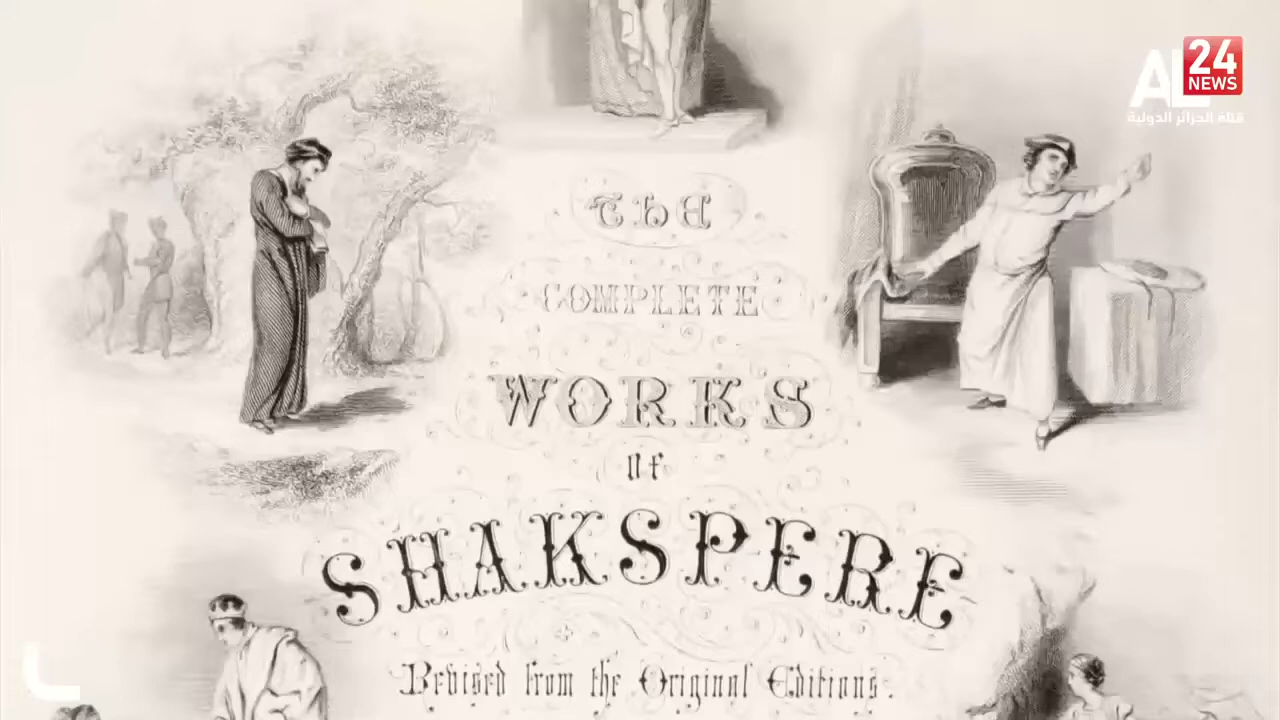 AL
24
NEWS
قناة الجزائر الدولية
The
COMPLETE
WORKS
of
SHAKSPERE
Revised from the Original Editions.